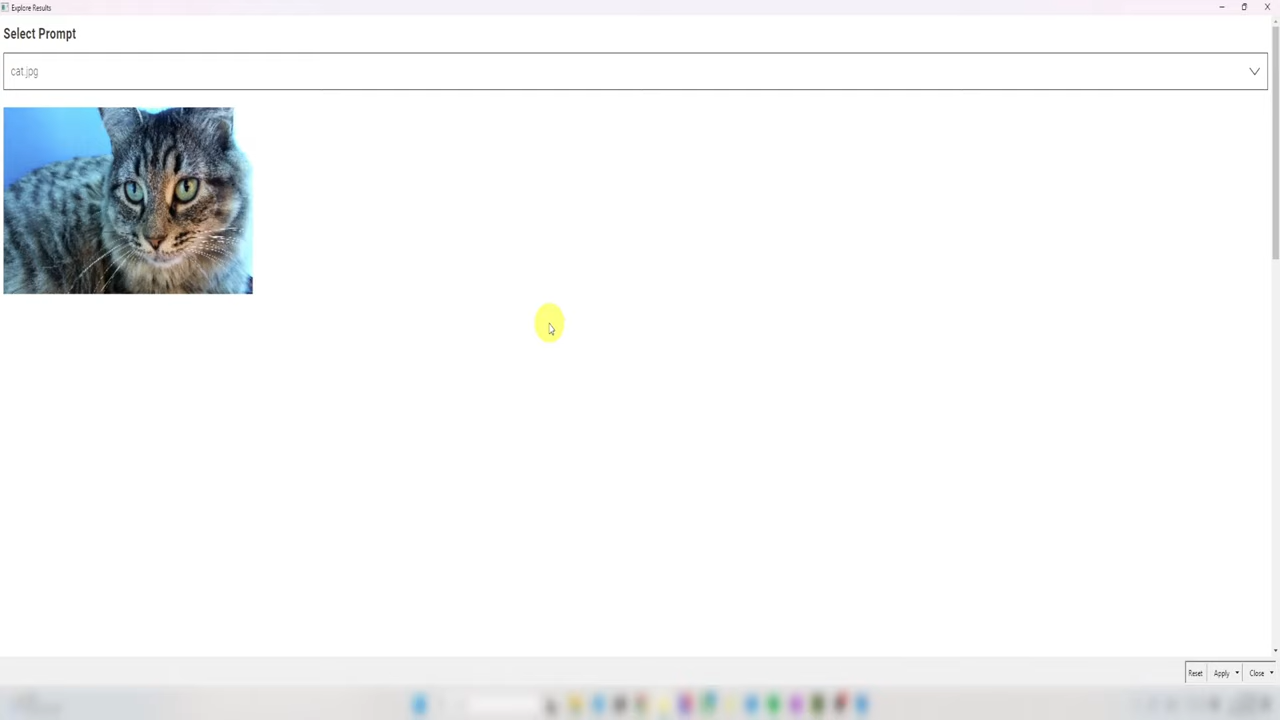 Explore Results
Select Prompt
cat.jpg
Reset
Apply
Close